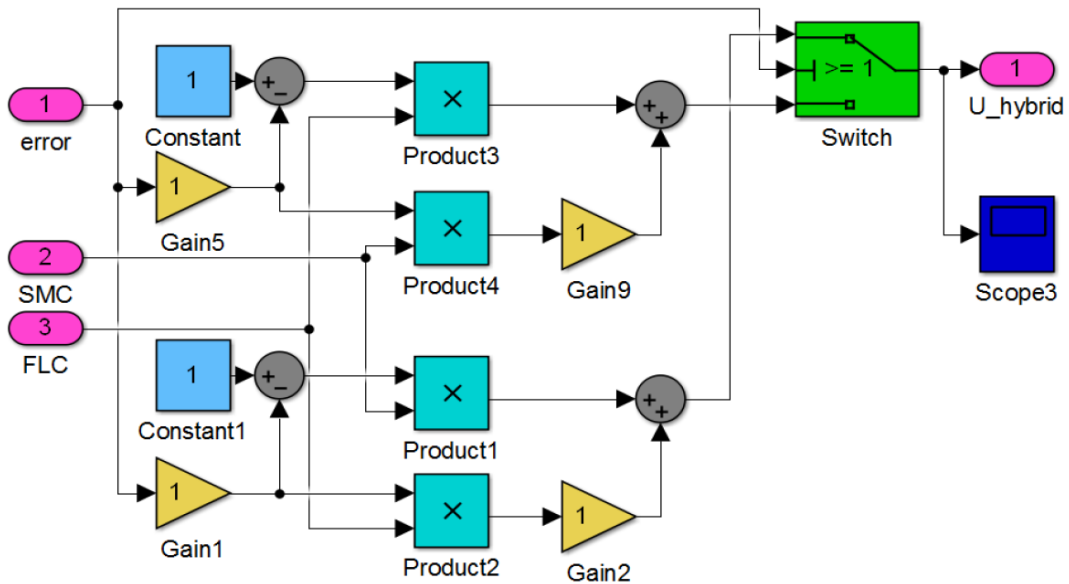 1
error
1
Constant
+
−
×
Product3
+
+
>= 1
Switch
1
U_hybrid
1
Gain5
×
Product4
1
Gain9
Scope3
2
SMC
3
FLC
1
Constant1
+
−
×
Product1
+
+
1
Gain1
×
Product2
1
Gain2